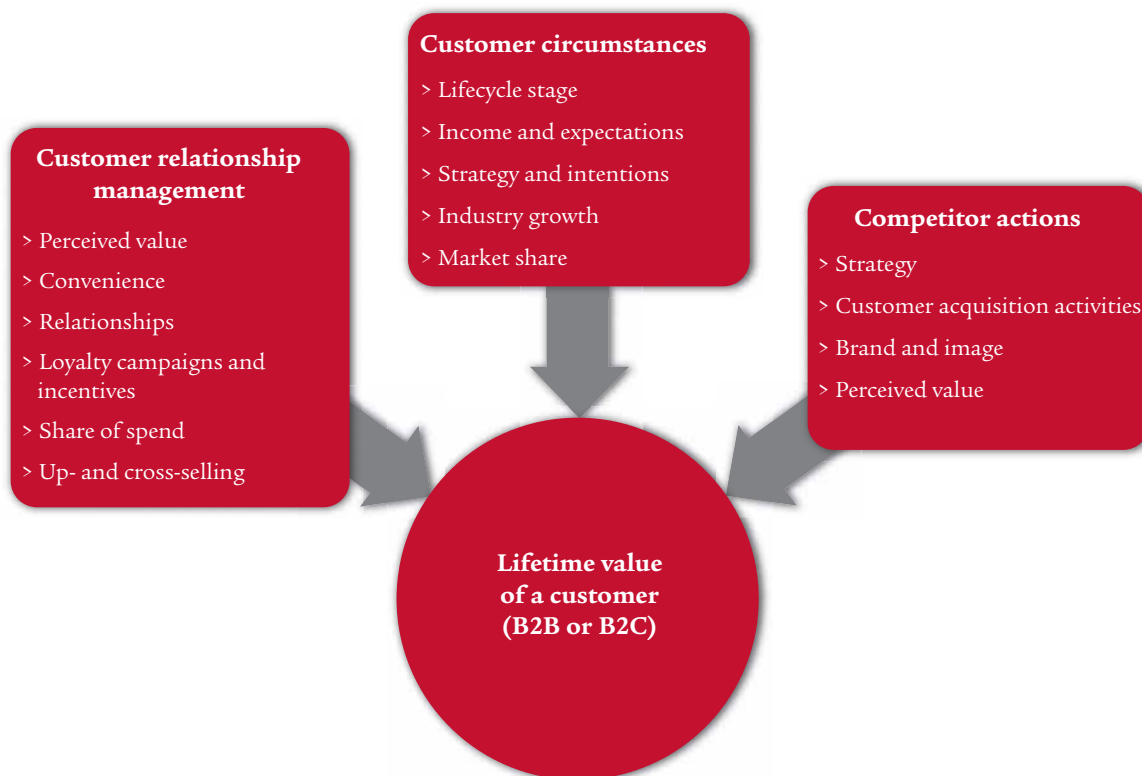 Customer relationship
management
> Perceived value
> Convenience
> Relationships
> Loyalty campaigns and
incentives
> Share of spend
> Up- and cross-selling
Customer circumstances
> Lifecycle stage
> Income and expectations
> Strategy and intentions
> Industry growth
> Market share
Competitor actions
> Strategy
> Customer acquisition activities
> Brand and image
> Perceived value
Lifetime value
of a customer
(B2B or B2C)